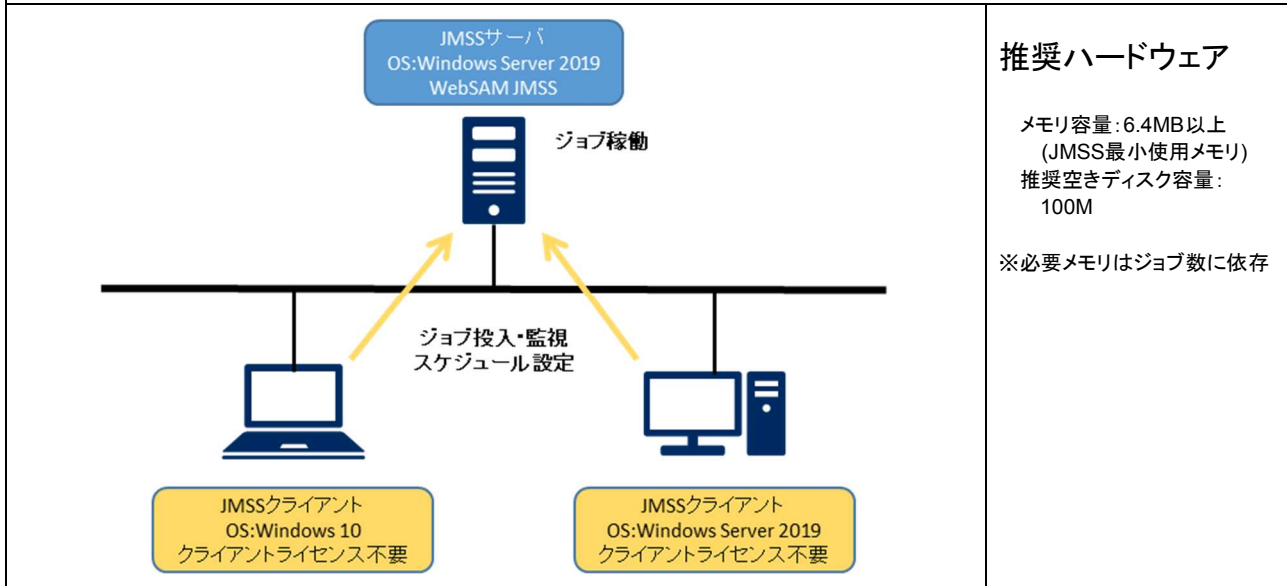 JMSSサーバ
OS:Windows Server 2019
WebSAM JMSS
ジョブ稼働
ジョブ投入・監視
スケジュール設定
JMSSクライアント
OS:Windows 10
クライアントライセンス不要
JMSSクライアント
OS:Windows Server 2019
クライアントライセンス不要
推奨ハードウェア
メモリ容量:6.4MB以上
(JMSS最小使用メモリ)
推奨空きディスク容量:
100M
※必要メモリはジョブ数に依存